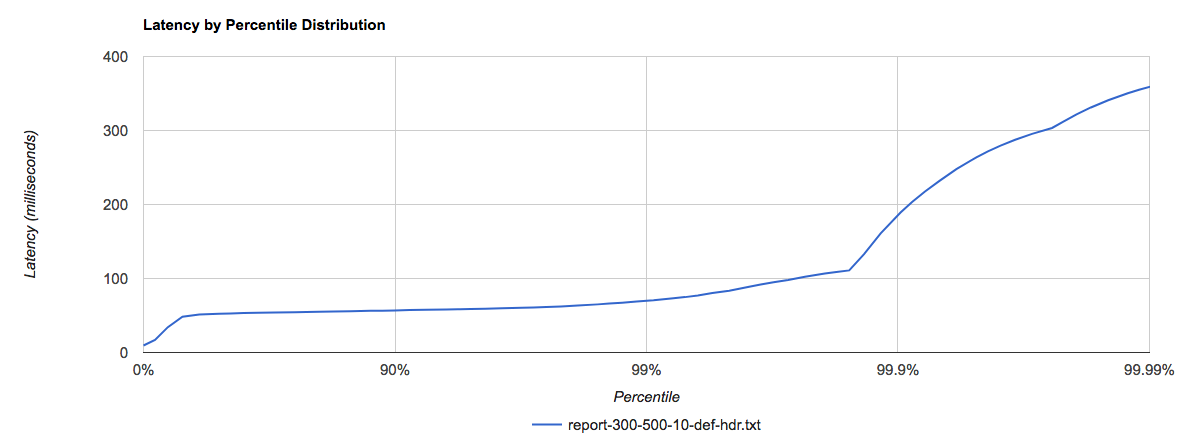 Latency by Percentile Distribution
400
300
200
100
0
Latency (milliseconds)
0% 90% 99% 99.9% 99.99%
Percentile
report-300-500-10-def-hdr.txt